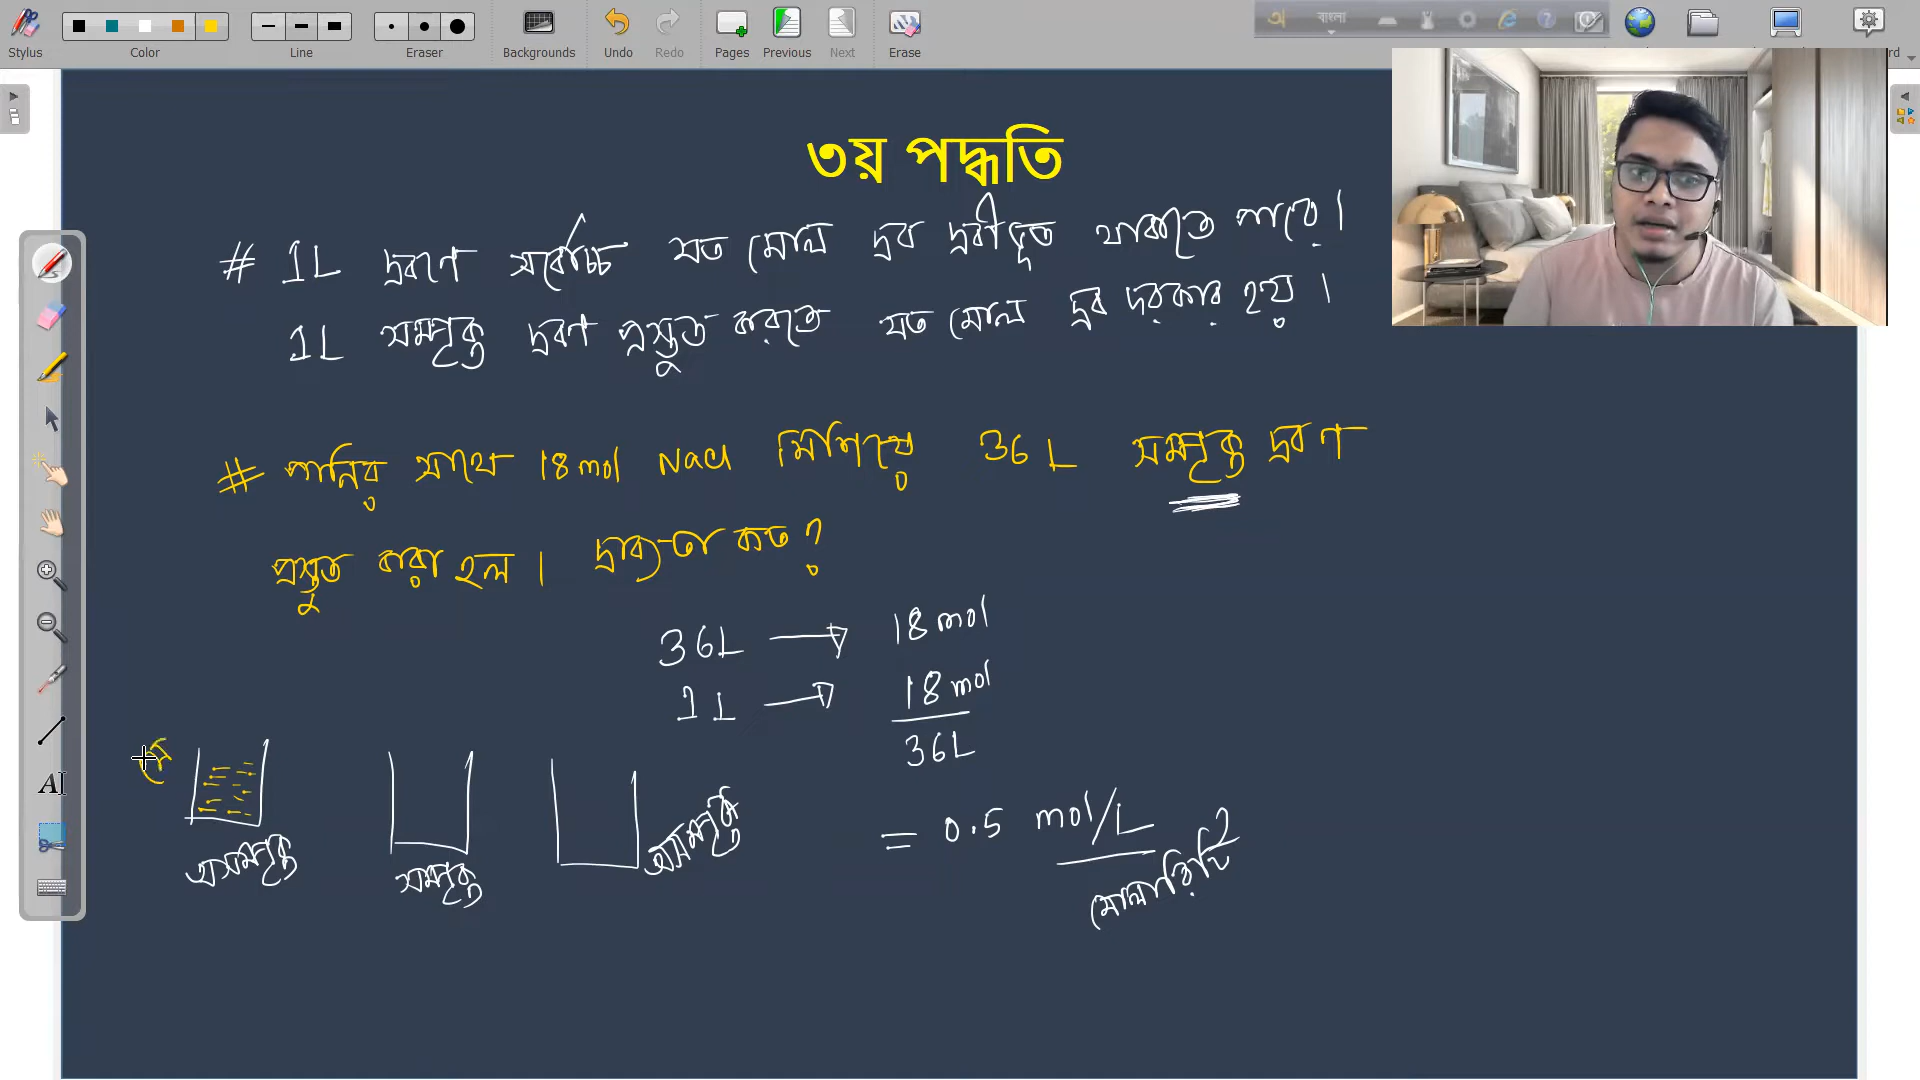 Stylus Color Line Eraser Backgrounds Undo Redo Pages Previous Next Erase
বাংলা
৩য় পদ্ধতি
# 1L দ্রবণে সর্বোচ্চ যত মোল দ্রব দ্রবীভূত থাকতে পারে।
1L সম্পৃক্ত দ্রবণ প্রস্তুত করতে যত মোল দ্রব দরকার হয়।
# পানির সাথে 18 mol NaCl মিশিয়ে 36 L সম্পৃক্ত দ্রবণ
প্রস্তুত করা হল। দ্রাব্যতা কত?
36L → 18 mol
1L → 18 mol
36L
= 0.5 mol/L
মোলারিটি
অসম্পৃক্ত
সম্পৃক্ত